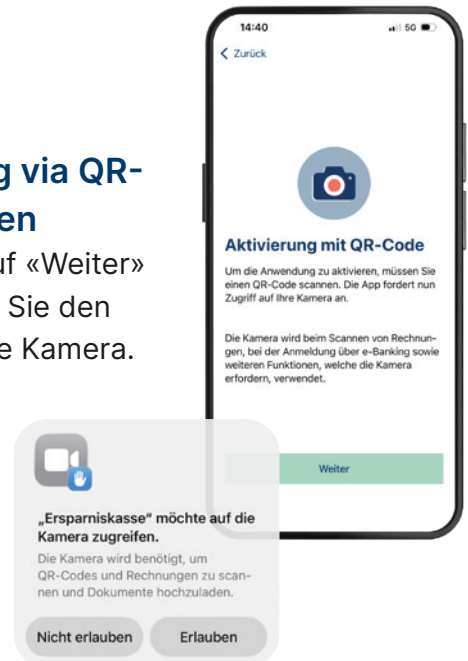 g via QR-
en
uf «Weiter»
Sie den
e Kamera.
14:40
5G
Zurück
Aktivierung mit QR-Code
Um die Anwendung zu aktivieren, müssen Sie
einen QR-Code scannen. Die App fordert nun
Zugriff auf Ihre Kamera an.
Die Kamera wird beim Scannen von Rechnun-
gen, bei der Anmeldung über e-Banking sowie
weiteren Funktionen, welche die Kamera
erfordern, verwendet.
Weiter
„Ersparniskasse“ möchte auf die
Kamera zugreifen.
Die Kamera wird benötigt, um
QR-Codes und Rechnungen zu scan-
nen und Dokumente hochzuladen.
Nicht erlauben Erlauben